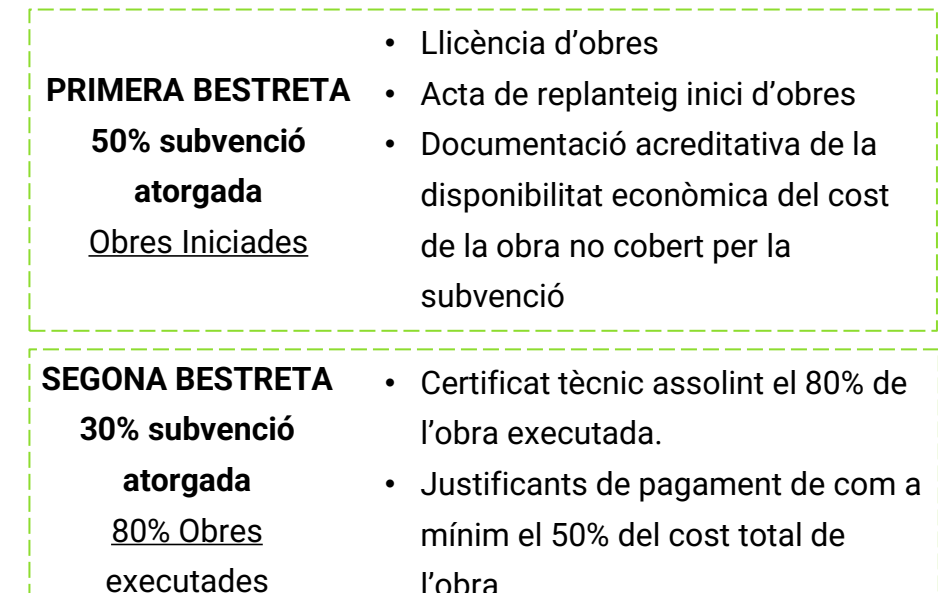 PRIMERA BESTRETA
50% subvenció
atorgada
Obres Iniciades
• Llicència d’obres
• Acta de replanteig inici d’obres
• Documentació acreditativa de la
disponibilitat econòmica del cost
de la obra no cobert per la
subvenció
SEGONA BESTRETA
30% subvenció
atorgada
80% Obres
executades
• Certificat tècnic assolint el 80% de
l’obra executada.
• Justificants de pagament de com a
mínim el 50% del cost total de
l’obra